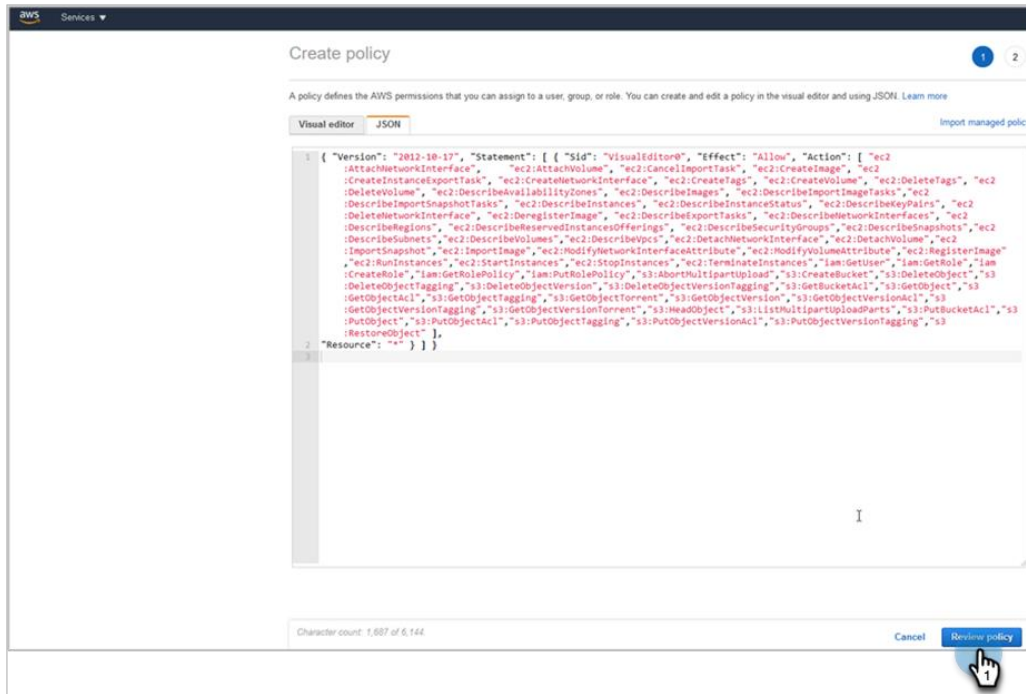 aws Services ▼
Create policy
1 2
A policy defines the AWS permissions that you can assign to a user, group, or role. You can create and edit a policy in the visual editor and using JSON. Learn more
Visual editor JSON Import managed polic
1 { "Version": "2012-10-17", "Statement": [ { "Sid": "VisualEditor0", "Effect": "Allow", "Action": [ "ec2
:AttachNetworkInterface", "ec2:AttachVolume", "ec2:CancelImportTask", "ec2:CreateImage", "ec2
:CreateInstanceExportTask", "ec2:CreateNetworkInterface", "ec2:CreateTags", "ec2:CreateVolume", "ec2:DeleteTags", "ec2
:DeleteVolume", "ec2:DescribeAvailabilityZones", "ec2:DescribeImages", "ec2:DescribeImportImageTasks","ec2
:DescribeImportSnapshotTasks", "ec2:DescribeInstances", "ec2:DescribeInstanceStatus", "ec2:DescribeKeyPairs", "ec2
:DeleteNetworkInterface", "ec2:DeregisterImage", "ec2:DescribeExportTasks", "ec2:DescribeNetworkInterfaces", "ec2
:DescribeRegions", "ec2:DescribeReservedInstancesOfferings", "ec2:DescribeSecurityGroups","ec2:DescribeSnapshots","ec2
:DescribeSubnets","ec2:DescribeVolumes","ec2:DescribeVpcs","ec2:DetachNetworkInterface","ec2:DetachVolume","ec2
:ImportSnapshot","ec2:ImportImage","ec2:ModifyNetworkInterfaceAttribute","ec2:ModifyVolumeAttribute","ec2:RegisterImage"
,"ec2:RunInstances","ec2:StartInstances","ec2:StopInstances","ec2:TerminateInstances","iam:GetUser","iam:GetRole","iam
:CreateRole","iam:GetRolePolicy","iam:PutRolePolicy","s3:AbortMultipartUpload","s3:CreateBucket","s3:DeleteObject","s3
:DeleteObjectTagging","s3:DeleteObjectVersion","s3:DeleteObjectVersionTagging","s3:GetBucketAcl","s3:GetObject","s3
:GetObjectAcl","s3:GetObjectTagging","s3:GetObjectTorrent","s3:GetObjectVersion","s3:GetObjectVersionAcl","s3
:GetObjectVersionTagging","s3:GetObjectVersionTorrent","s3:HeadObject","s3:ListMultipartUploadParts","s3:PutBucketAcl","s3
:PutObject","s3:PutObjectAcl","s3:PutObjectTagging","s3:PutObjectVersionAcl","s3:PutObjectVersionTagging","s3
:RestoreObject" ],
2 "Resource": "*" } ] }
3
Character count: 1,687 of 6,144.
Cancel Review policy
1